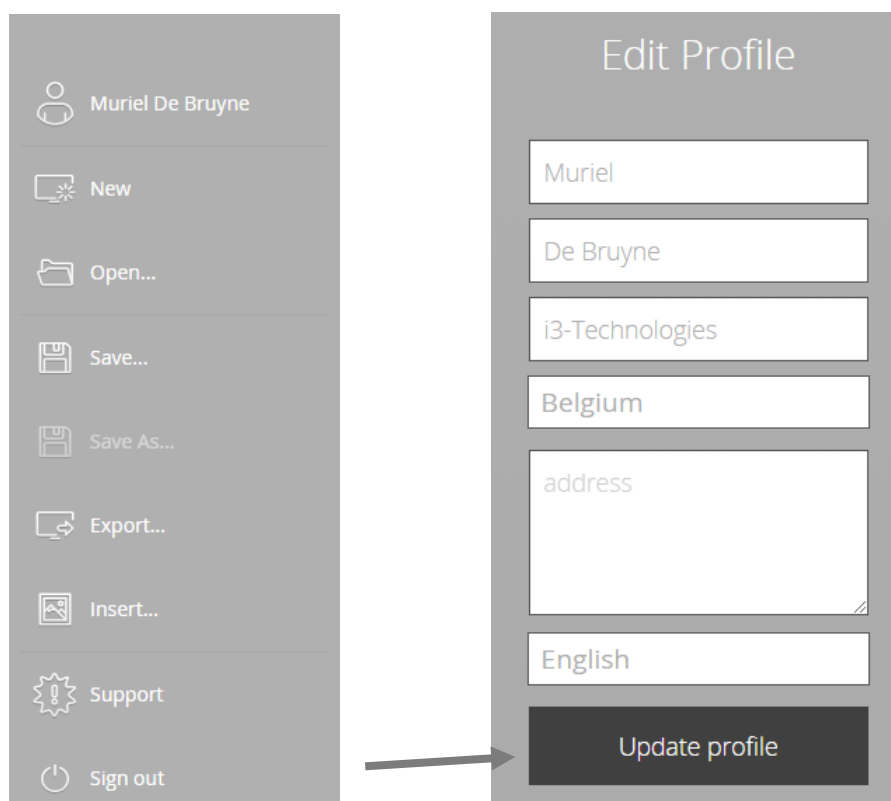 Muriel De Bruyne
New
Open...
Save...
Save As...
Export...
Insert...
Support
Sign out
Edit Profile
Muriel
De Bruyne
i3-Technologies
Belgium
address
English
Update profile